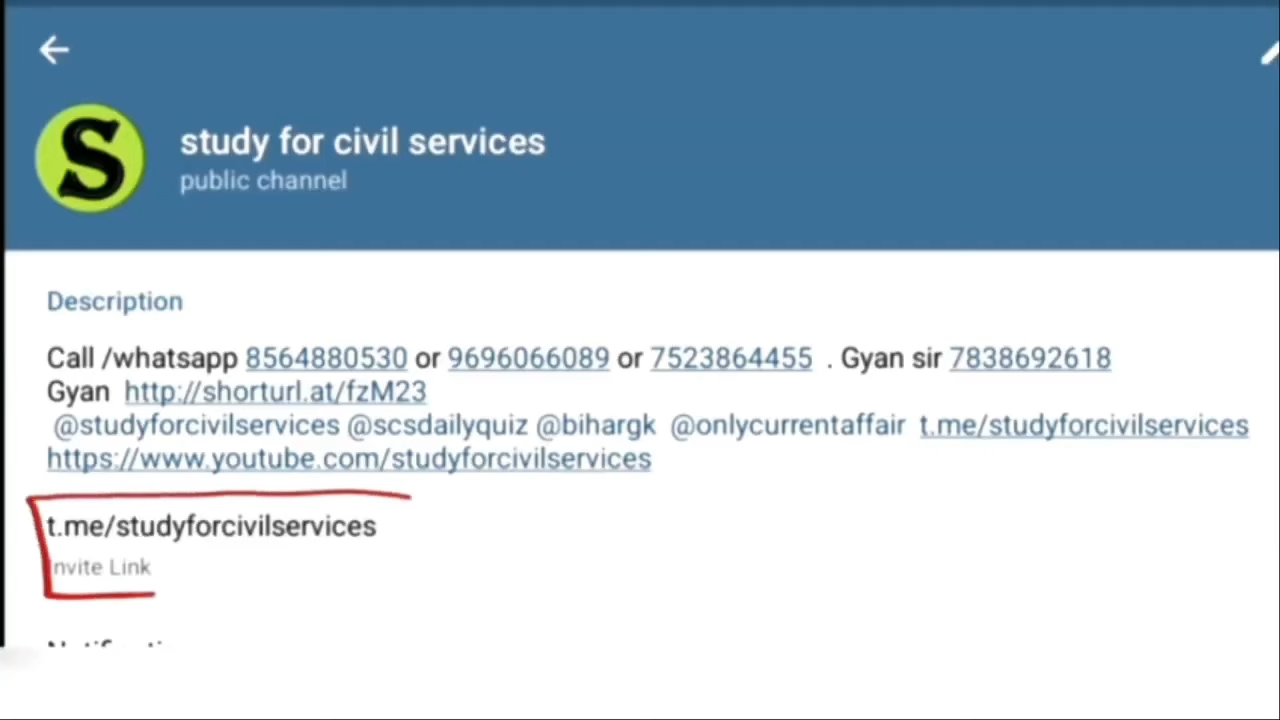 S
study for civil services
public channel
Description
Call /whatsapp 8564880530 or 9696066089 or 7523864455 . Gyan sir 7838692618
Gyan http://shorturl.at/fzM23
@studyforcivilservices @scsdailyquiz @bihargk @onlycurrentaffair t.me/studyforcivilservices
https://www.youtube.com/studyforcivilservices
t.me/studyforcivilservices
Invite Link